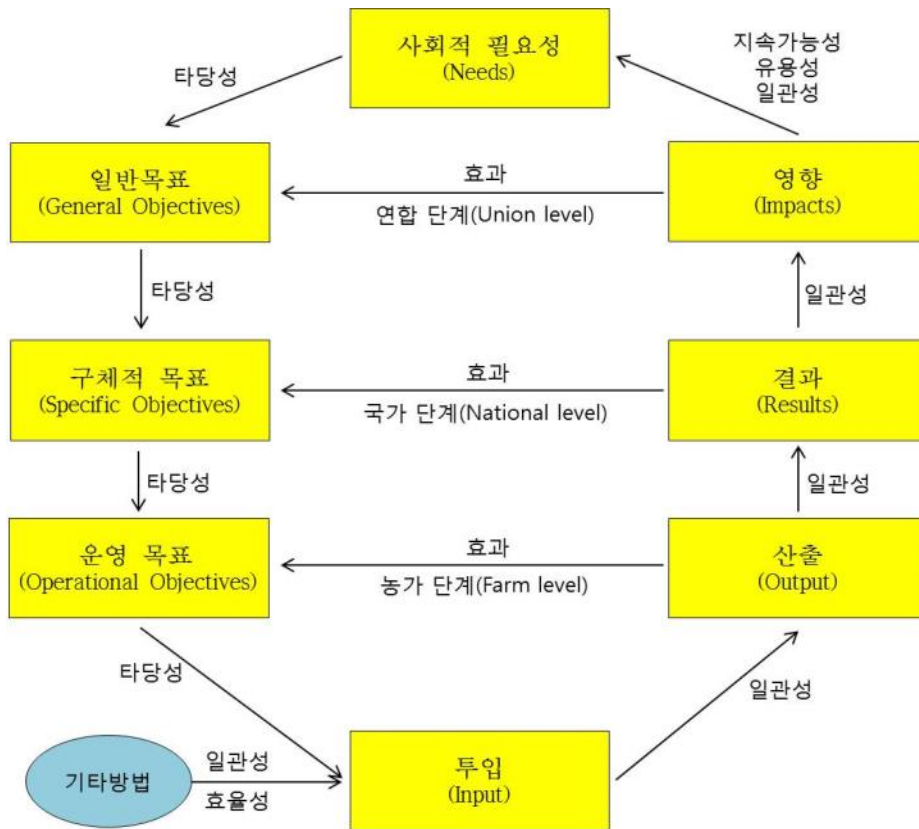 사회적 필요성
(Needs)
지속가능성
유용성
일관성
타당성
일반목표
(General Objectives)
효과
연합 단계(Union level)
영향
(Impacts)
타당성
일관성
구체적 목표
(Specific Objectives)
효과
국가 단계(National level)
결과
(Results)
타당성
일관성
운영 목표
(Operational Objectives)
효과
농가 단계(Farm level)
산출
(Output)
타당성
일관성
기타방법
일관성
효율성
투입
(Input)